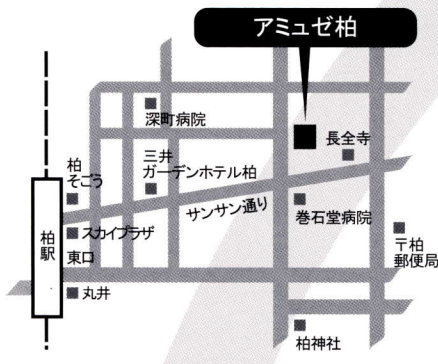 アミュゼ柏
深町病院
長全寺
柏
そごう
三井
ガーデンホテル柏
サンサン通り
巻石堂病院
柏駅
スカイプラザ
東口
〒柏
郵便局
丸井
柏神社